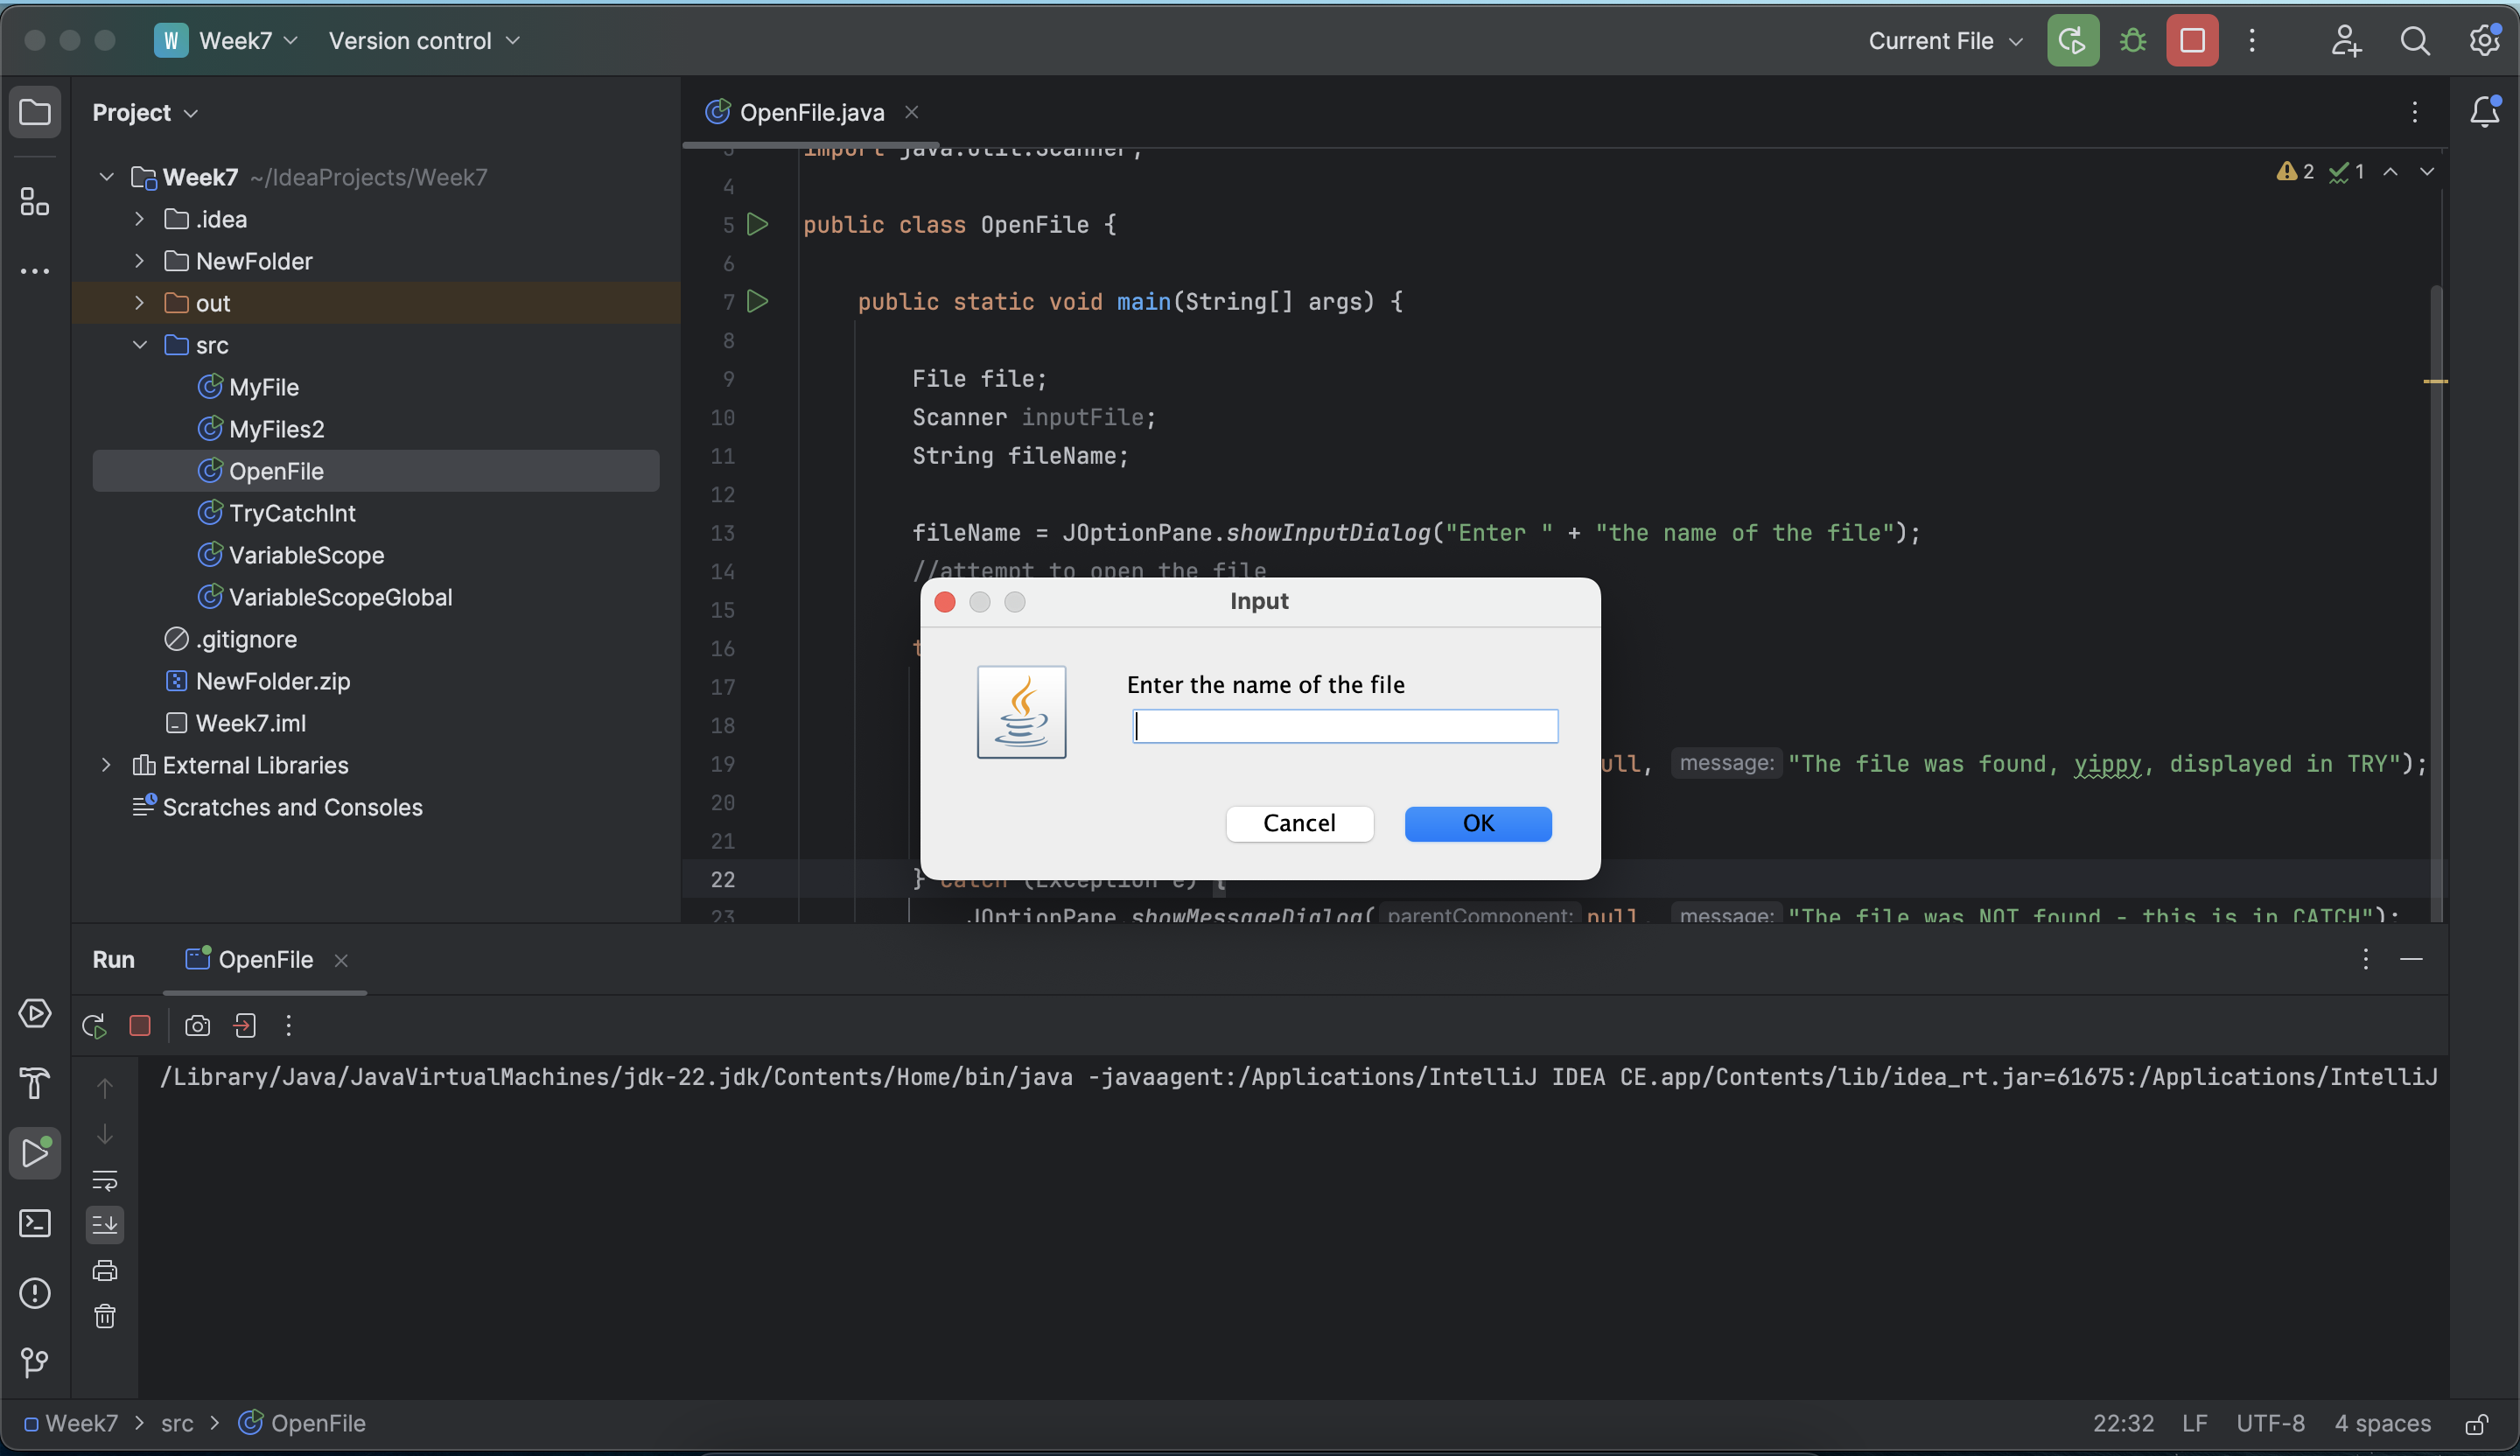 W Week7 Version control Current File
Project
OpenFile.java
Week7 ~/IdeaProjects/Week7
.idea
NewFolder
out
src
MyFile
MyFiles2
OpenFile
TryCatchInt
VariableScope
VariableScopeGlobal
.gitignore
NewFolder.zip
Week7.iml
External Libraries
Scratches and Consoles
2 1
3 import java.util.Scanner;
4
5 public class OpenFile {
6
7 public static void main(String[] args) {
8
9 File file;
10 Scanner inputFile;
11 String fileName;
12
13 fileName = JOptionPane.showInputDialog("Enter " + "the name of the file");
14 //attempt to open the file
15
16 t
17
18
19 ull, message: "The file was found, yippy, displayed in TRY");
20
21
22 } catch (Exception e) {
23 JOptionPane.showMessageDialog( parentComponent: null, message: "The file was NOT found - this is in CATCH");
Input
Enter the name of the file
Cancel OK
Run OpenFile
/Library/Java/JavaVirtualMachines/jdk-22.jdk/Contents/Home/bin/java -javaagent:/Applications/IntelliJ IDEA CE.app/Contents/lib/idea_rt.jar=61675:/Applications/IntelliJ
Week7 > src > OpenFile 22:32 LF UTF-8 4 spaces